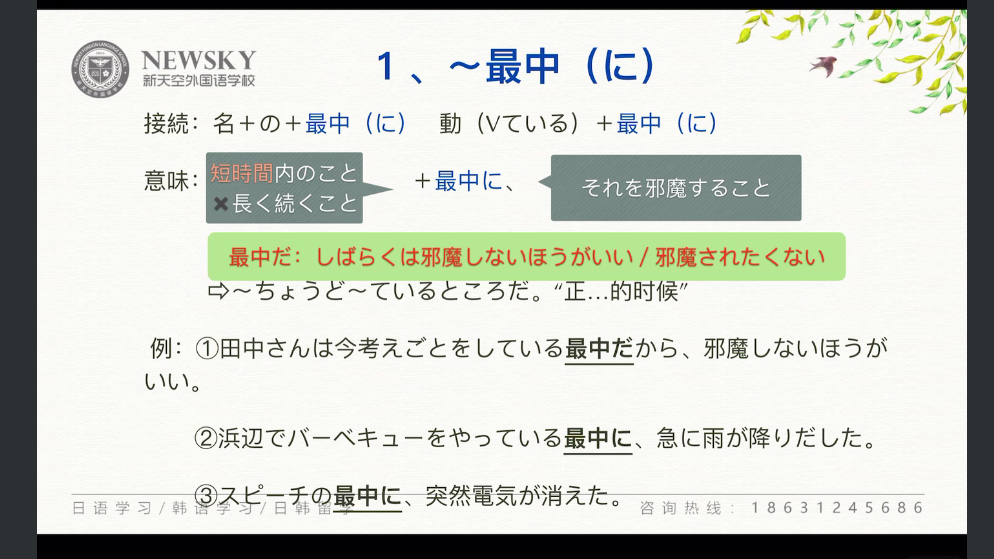 NEWSKY
新天空外国语学校
1、～最中（に）
接続：名＋の＋最中（に）　動（Vている）＋最中（に）
意味：
短時間内のこと
✖長く続くこと
＋最中に、
それを邪魔すること
最中だ：しばらくは邪魔しないほうがいい / 邪魔されたくない
⇨～ちょうど～ているところだ。“正…的时候”
例：①田中さんは今考えごとをしている最中だから、邪魔しないほうが
いい。
②浜辺でバーベキューをやっている最中に、急に雨が降りだした。
③スピーチの最中に、突然電気が消えた。
日语学习/韩语学习/日韩留学
咨询热线：18631245686